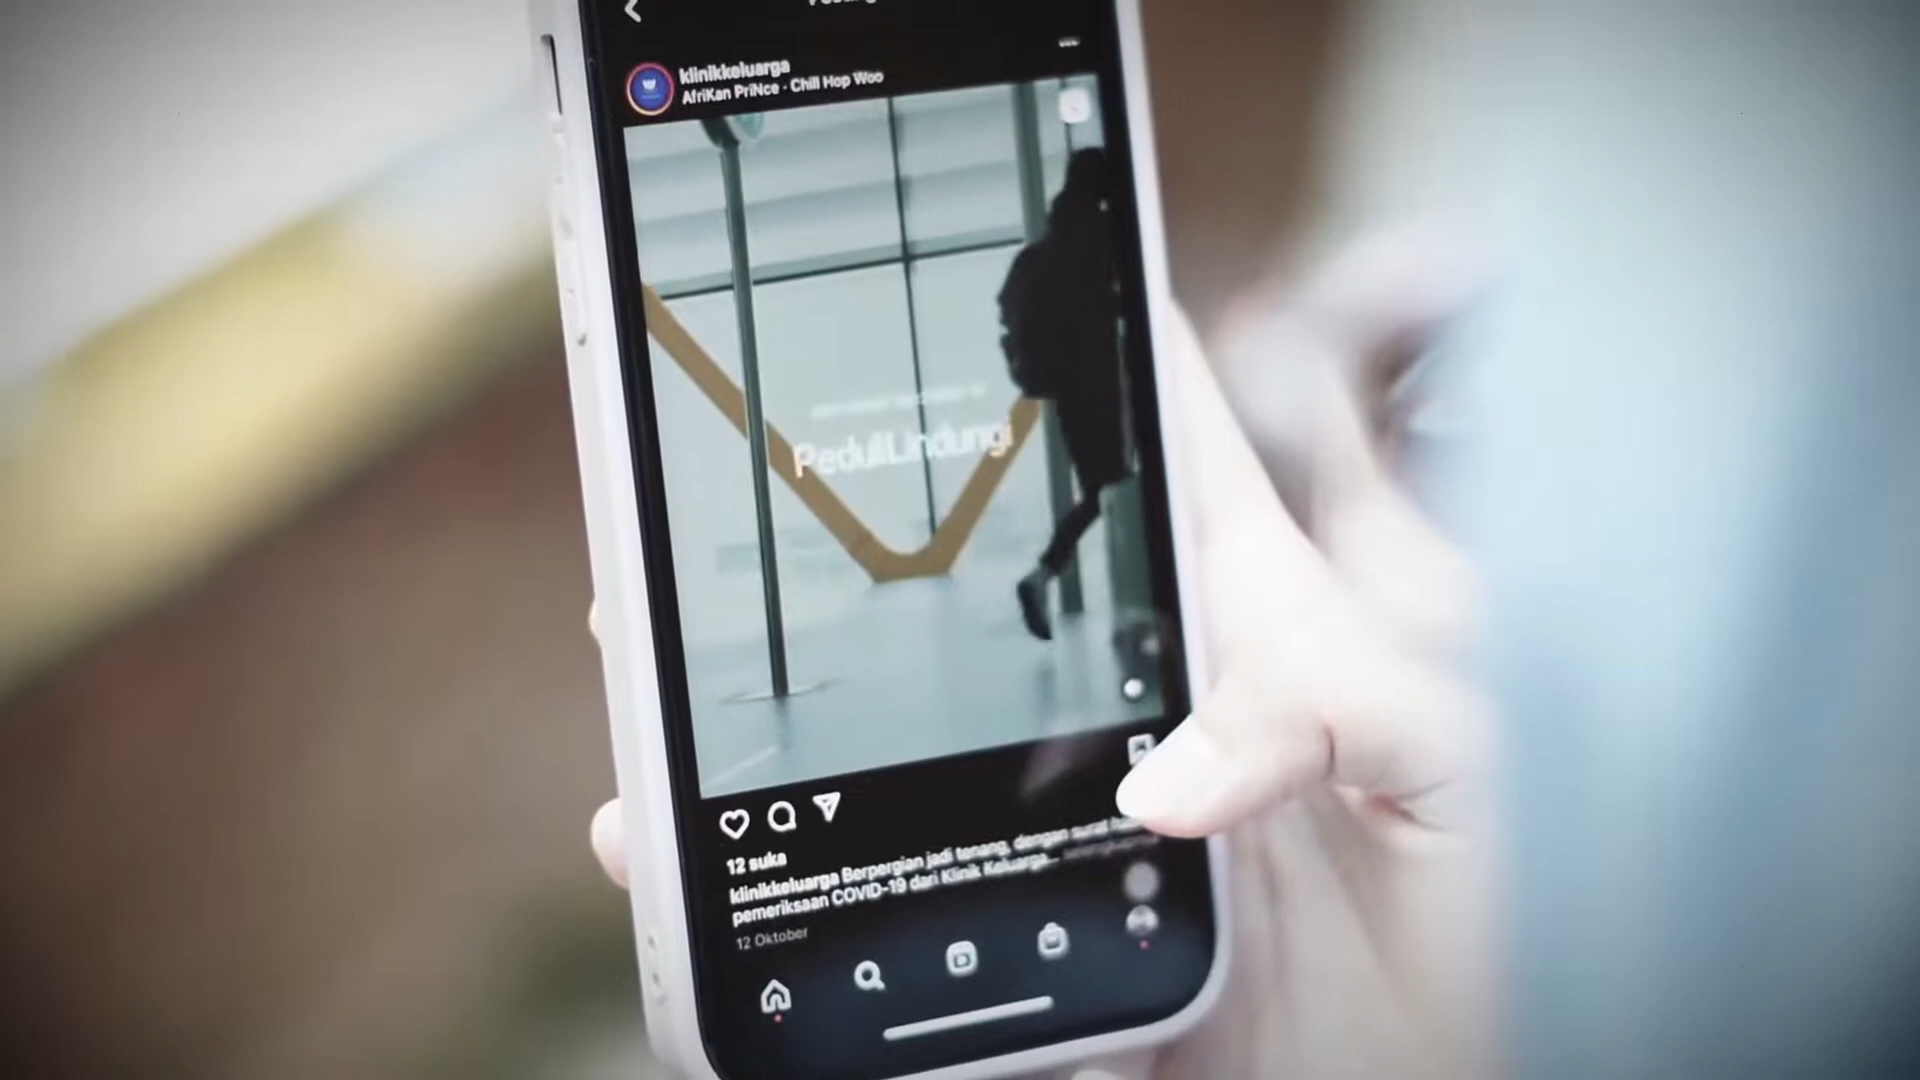 klinikkeluarga
AfriKan PriNce · Chill Hop Woo
PeduliLindungi
12 suka
klinikkeluarga Berpergian jadi tenang, dengan surat
pemeriksaan COVID-19 dari Klinik Keluarga...
12 Oktober